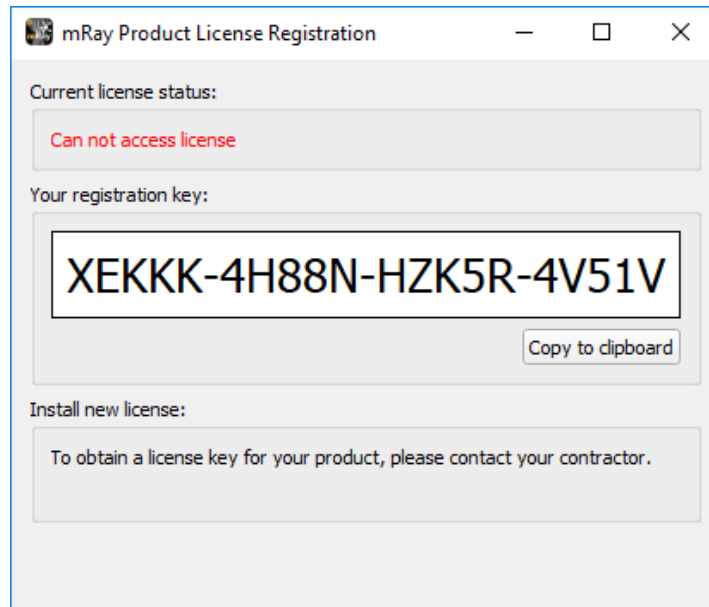 mRay Product License Registration
Current license status:
Can not access license
Your registration key:
XEKKK-4H88N-HZK5R-4V51V
Copy to clipboard
Install new license:
To obtain a license key for your product, please contact your contractor.